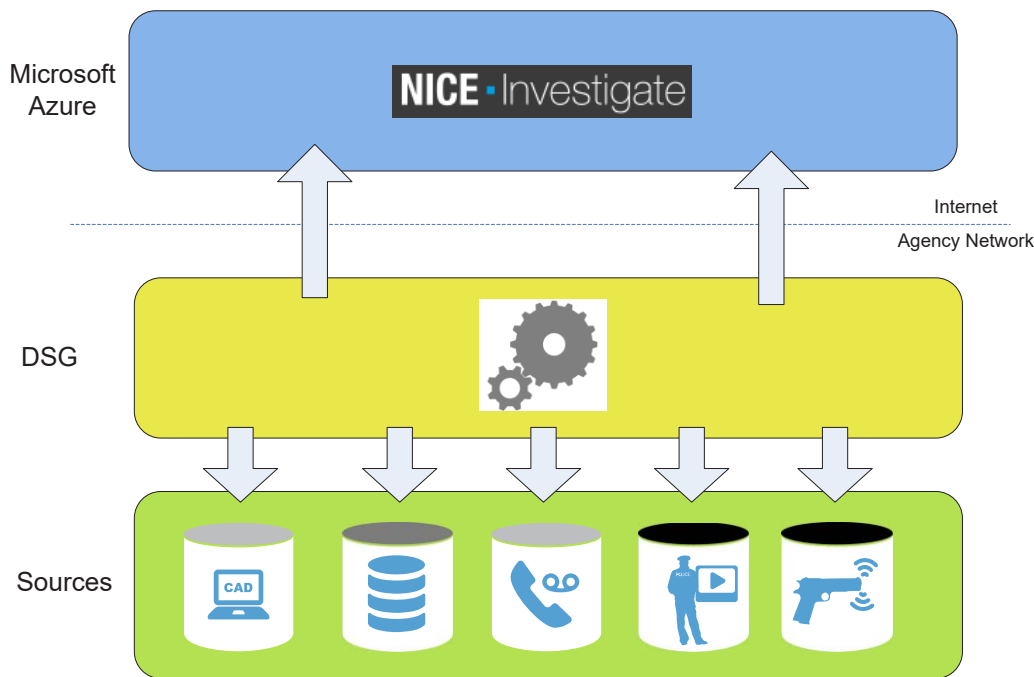 Microsoft
Azure
NICE · Investigate
Internet
Agency Network
DSG
Sources
CAD
POLICE